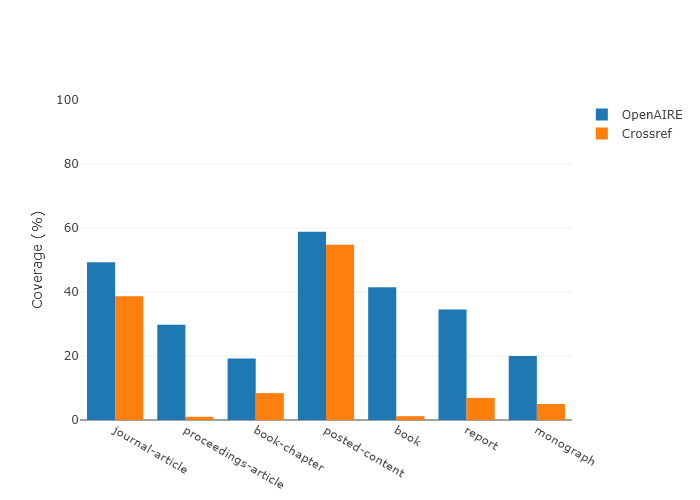 100
80
60
40
20
0
Coverage (%)
journal-article
proceedings-article
book-chapter
posted-content
book
report
monograph
OpenAIRE
Crossref